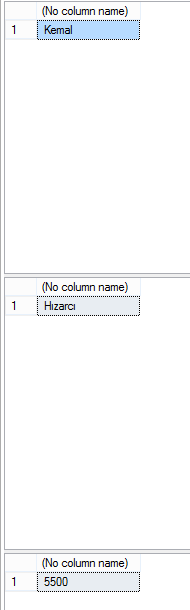 (No column name)
1 Kemal
(No column name)
1 Hızarcı
(No column name)
1 5500